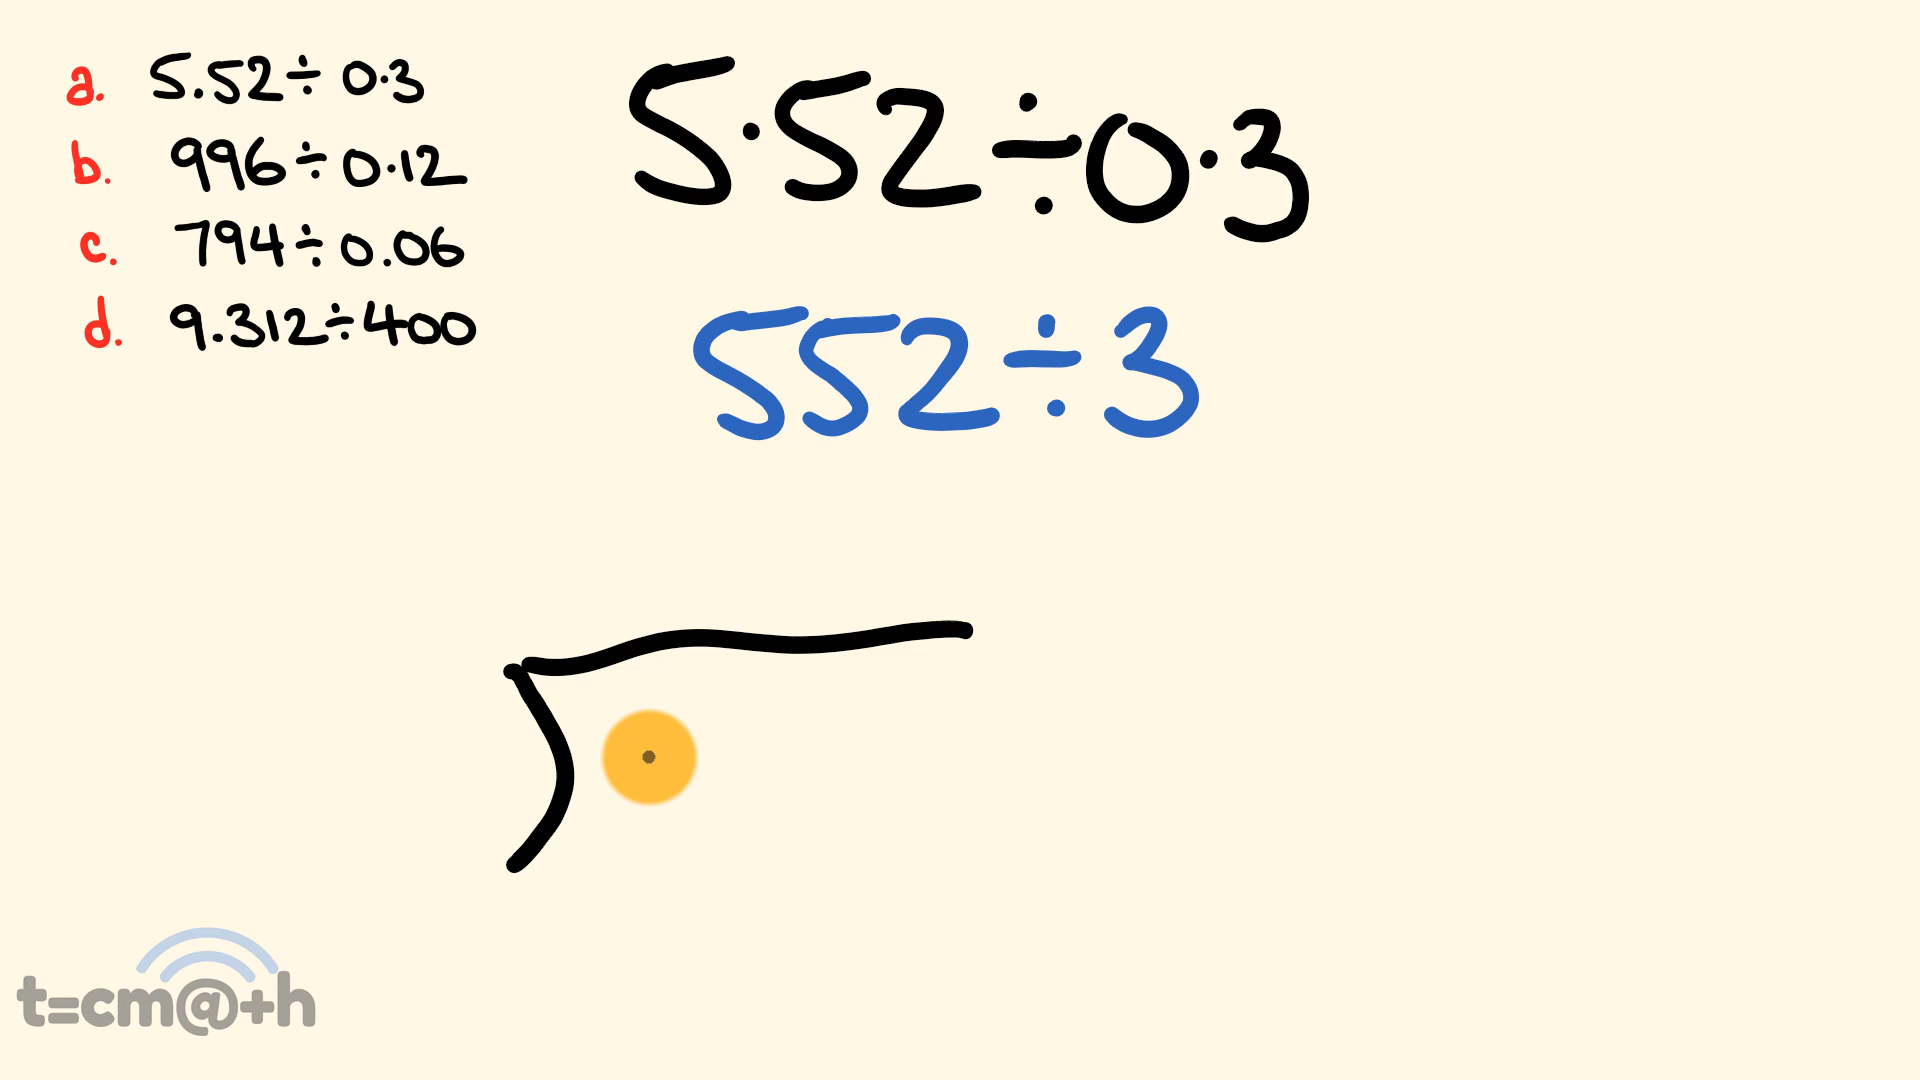 a. 5.52÷0.3
b. 996÷0.12
c. 794÷0.06
d. 9.312÷400
5.52÷0.3
552÷3
t=cm@+h